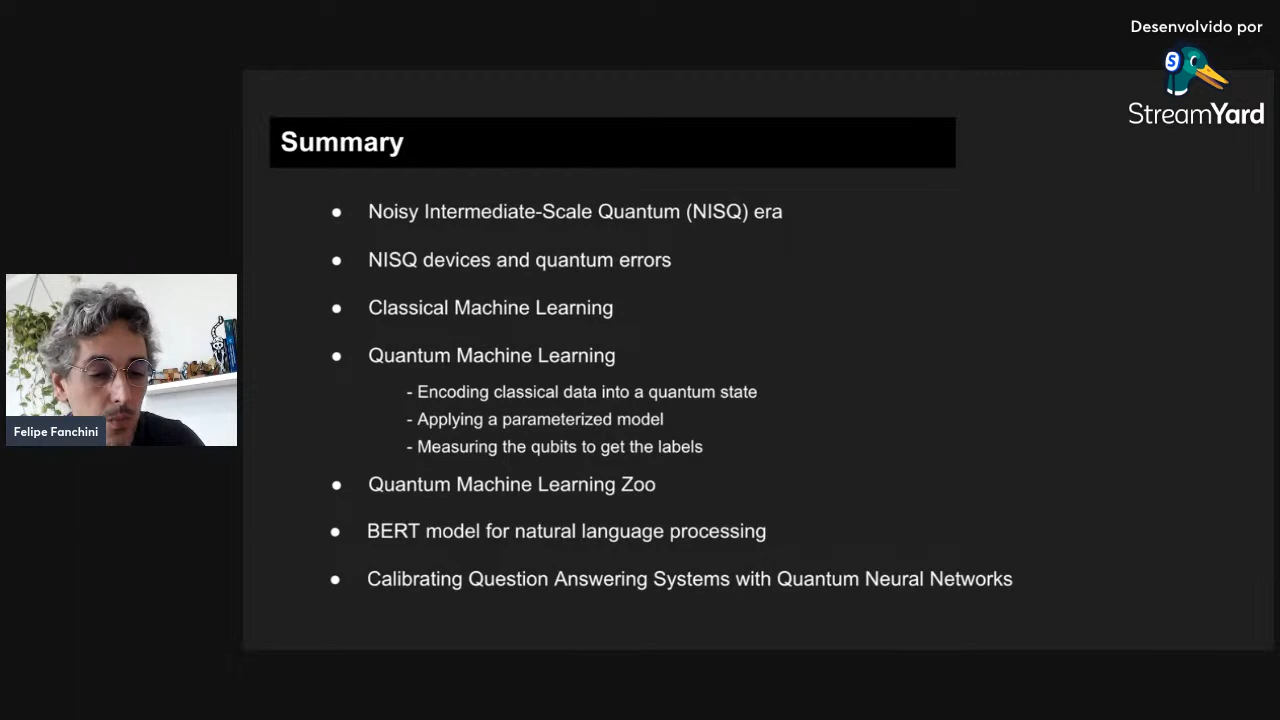 Desenvolvido por
StreamYard
Summary
● Noisy Intermediate-Scale Quantum (NISQ) era
● NISQ devices and quantum errors
● Classical Machine Learning
● Quantum Machine Learning
- Encoding classical data into a quantum state
- Applying a parameterized model
- Measuring the qubits to get the labels
● Quantum Machine Learning Zoo
● BERT model for natural language processing
● Calibrating Question Answering Systems with Quantum Neural Networks
Felipe Fanchini